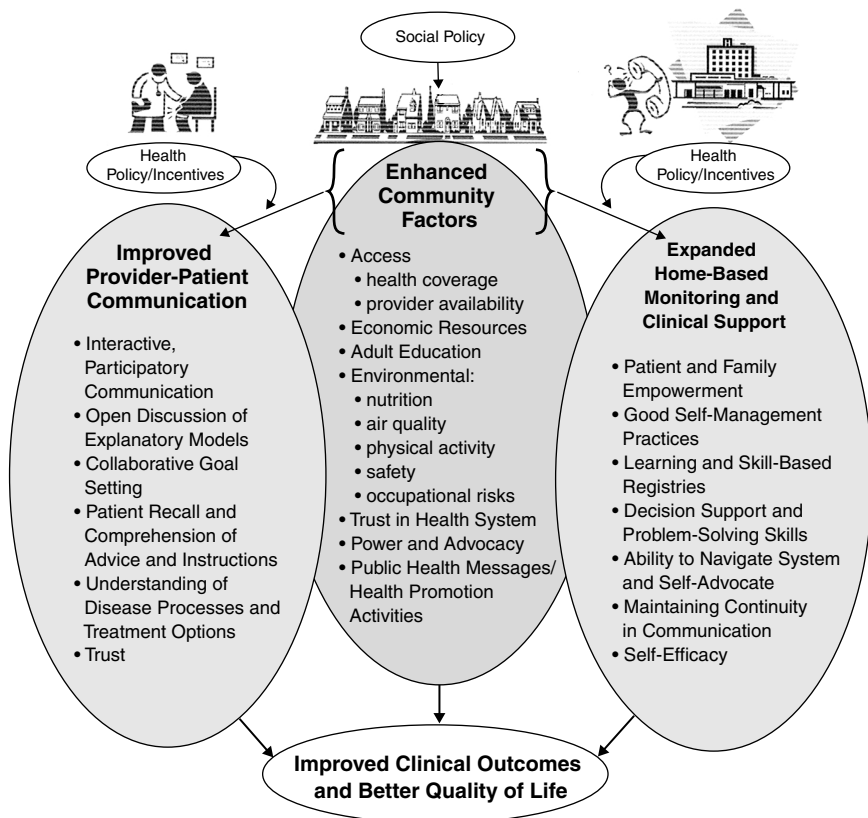 Social Policy
Health
Policy/Incentives
Health
Policy/Incentives
Improved
Provider-Patient
Communication
• Interactive,
Participatory
Communication
• Open Discussion of
Explanatory Models
• Collaborative Goal
Setting
• Patient Recall and
Comprehension of
Advice and Instructions
• Understanding of
Disease Processes and
Treatment Options
• Trust
Enhanced
Community
Factors
• Access
• health coverage
• provider availability
• Economic Resources
• Adult Education
• Environmental:
• nutrition
• air quality
• physical activity
• safety
• occupational risks
• Trust in Health System
• Power and Advocacy
• Public Health Messages/
Health Promotion
Activities
Expanded
Home-Based
Monitoring and
Clinical Support
• Patient and Family
Empowerment
• Good Self-Management
Practices
• Learning and Skill-Based
Registries
• Decision Support and
Problem-Solving Skills
• Ability to Navigate System
and Self-Advocate
• Maintaining Continuity
in Communication
• Self-Efficacy
Improved Clinical Outcomes
and Better Quality of Life